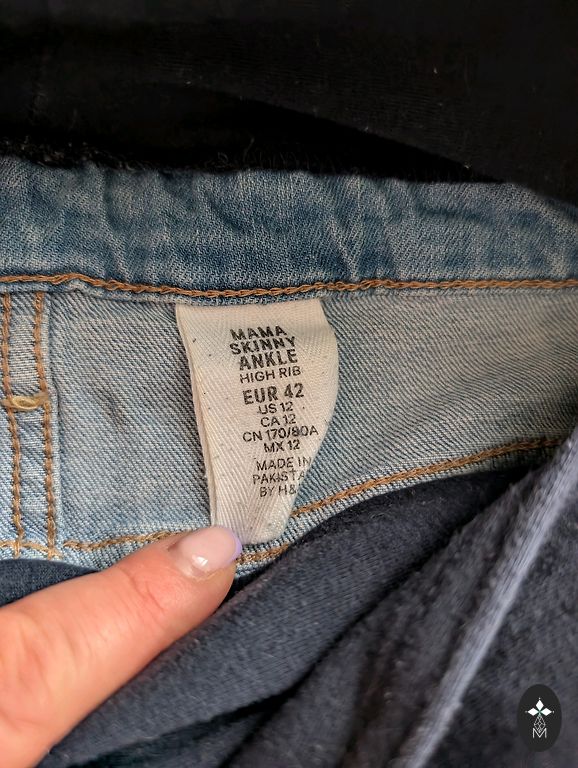 MAMA
SKINNY
ANKLE
HIGH RIB
EUR 42
US 12
CA 12
CN 170/80A
MX 12
MADE IN
PAKISTA
BY H&